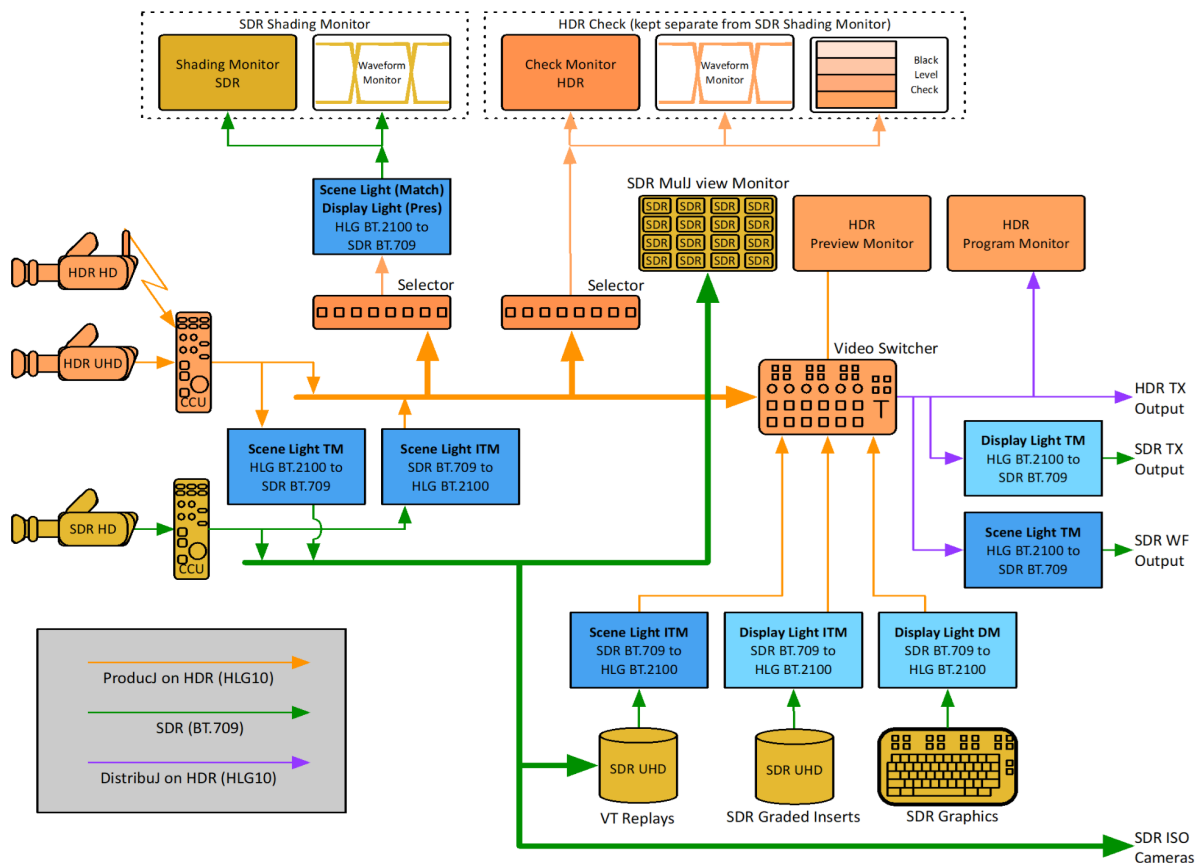 SDR Shading Monitor
Shading Monitor
SDR
Waveform
Monitor
HDR Check (kept separate from SDR Shading Monitor)
Check Monitor
HDR
Waveform
Monitor
Black
Level
Check
Scene Light (Match)
Display Light (Pres)
HLG BT.2100 to
SDR BT.709
SDR MulJ view Monitor
SDR SDR SDR SDR
SDR SDR SDR SDR
SDR SDR SDR SDR
SDR SDR SDR SDR
HDR
Preview Monitor
HDR
Program Monitor
HDR HD
Selector
Selector
HDR UHD
CCU
Video Switcher
HDR TX
Output
Scene Light TM
HLG BT.2100 to
SDR BT.709
Scene Light ITM
SDR BT.709 to
HLG BT.2100
Display Light TM
HLG BT.2100 to
SDR BT.709
SDR TX
Output
SDR HD
CCU
Scene Light TM
HLG BT.2100 to
SDR BT.709
SDR WF
Output
Scene Light ITM
SDR BT.709 to
HLG BT.2100
Display Light ITM
SDR BT.709 to
HLG BT.2100
Display Light DM
SDR BT.709 to
HLG BT.2100
ProducJ on HDR (HLG10)
SDR (BT.709)
DistribuJ on HDR (HLG10)
SDR UHD
VT Replays
SDR UHD
SDR Graded Inserts
SDR Graphics
SDR ISO
Cameras